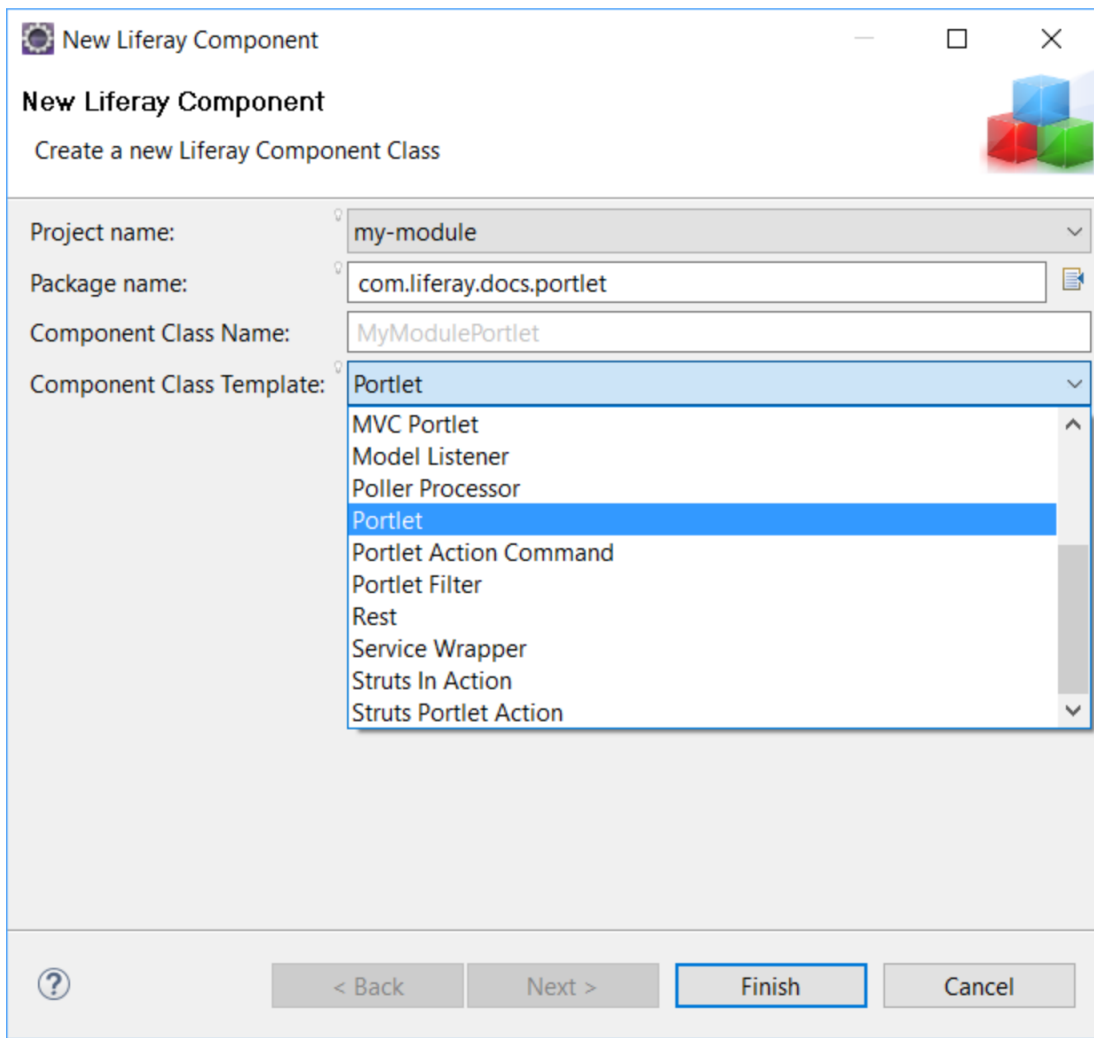 New Liferay Component
New Liferay Component
Create a new Liferay Component Class
Project name: my-module
Package name: com.liferay.docs.portlet
Component Class Name: MyModulePortlet
Component Class Template: Portlet
MVC Portlet
Model Listener
Poller Processor
Portlet
Portlet Action Command
Portlet Filter
Rest
Service Wrapper
Struts In Action
Struts Portlet Action
? < Back Next > Finish Cancel